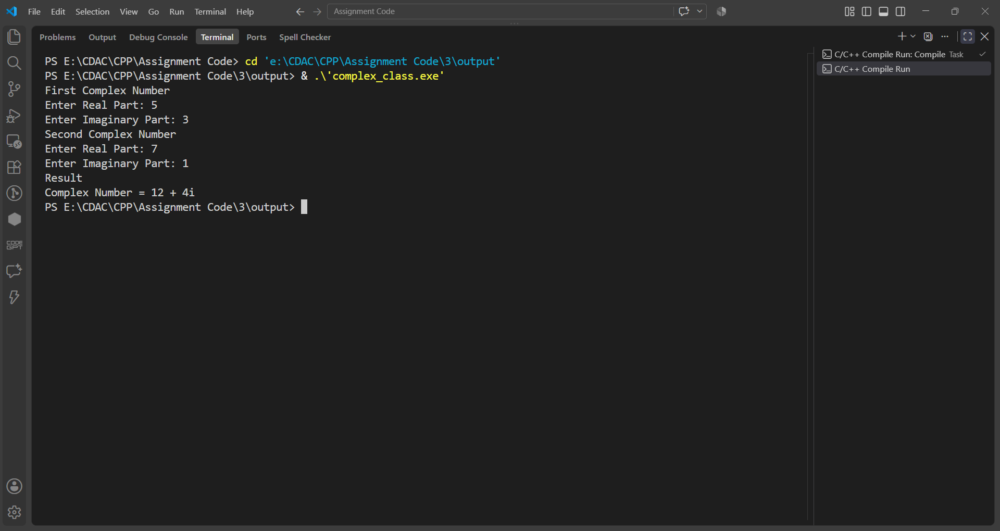 File Edit Selection View Go Run Terminal Help
Assignment Code
Problems Output Debug Console Terminal Ports Spell Checker
PS E:\CDAC\CPP\Assignment Code> cd 'e:\CDAC\CPP\Assignment Code\3\output'
PS E:\CDAC\CPP\Assignment Code\3\output> & .\'complex_class.exe'
First Complex Number
Enter Real Part: 5
Enter Imaginary Part: 3
Second Complex Number
Enter Real Part: 7
Enter Imaginary Part: 1
Result
Complex Number = 12 + 4i
PS E:\CDAC\CPP\Assignment Code\3\output>
C/C++ Compile Run: Compile Task
C/C++ Compile Run
CODE
GPT